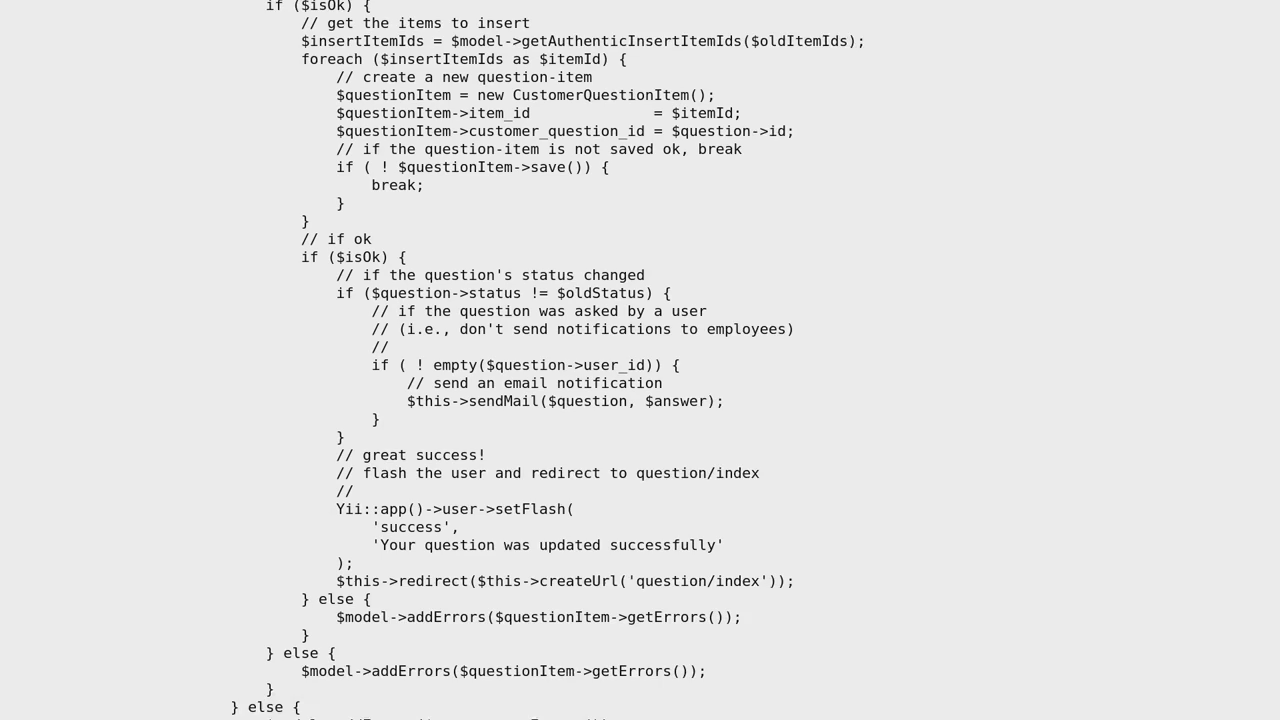 if ($isOk) {
// get the items to insert
$insertItemIds = $model->getAuthenticInsertItemIds($oldItemIds);
foreach ($insertItemIds as $itemId) {
// create a new question-item
$questionItem = new CustomerQuestionItem();
$questionItem->item_id              = $itemId;
$questionItem->customer_question_id = $question->id;
// if the question-item is not saved ok, break
if ( ! $questionItem->save()) {
break;
}
}
// if ok
if ($isOk) {
// if the question's status changed
if ($question->status != $oldStatus) {
// if the question was asked by a user
// (i.e., don't send notifications to employees)
//
if ( ! empty($question->user_id)) {
// send an email notification
$this->sendMail($question, $answer);
}
}
// great success!
// flash the user and redirect to question/index
//
Yii::app()->user->setFlash(
'success',
'Your question was updated successfully'
);
$this->redirect($this->createUrl('question/index'));
} else {
$model->addErrors($questionItem->getErrors());
}
} else {
$model->addErrors($questionItem->getErrors());
}
} else {